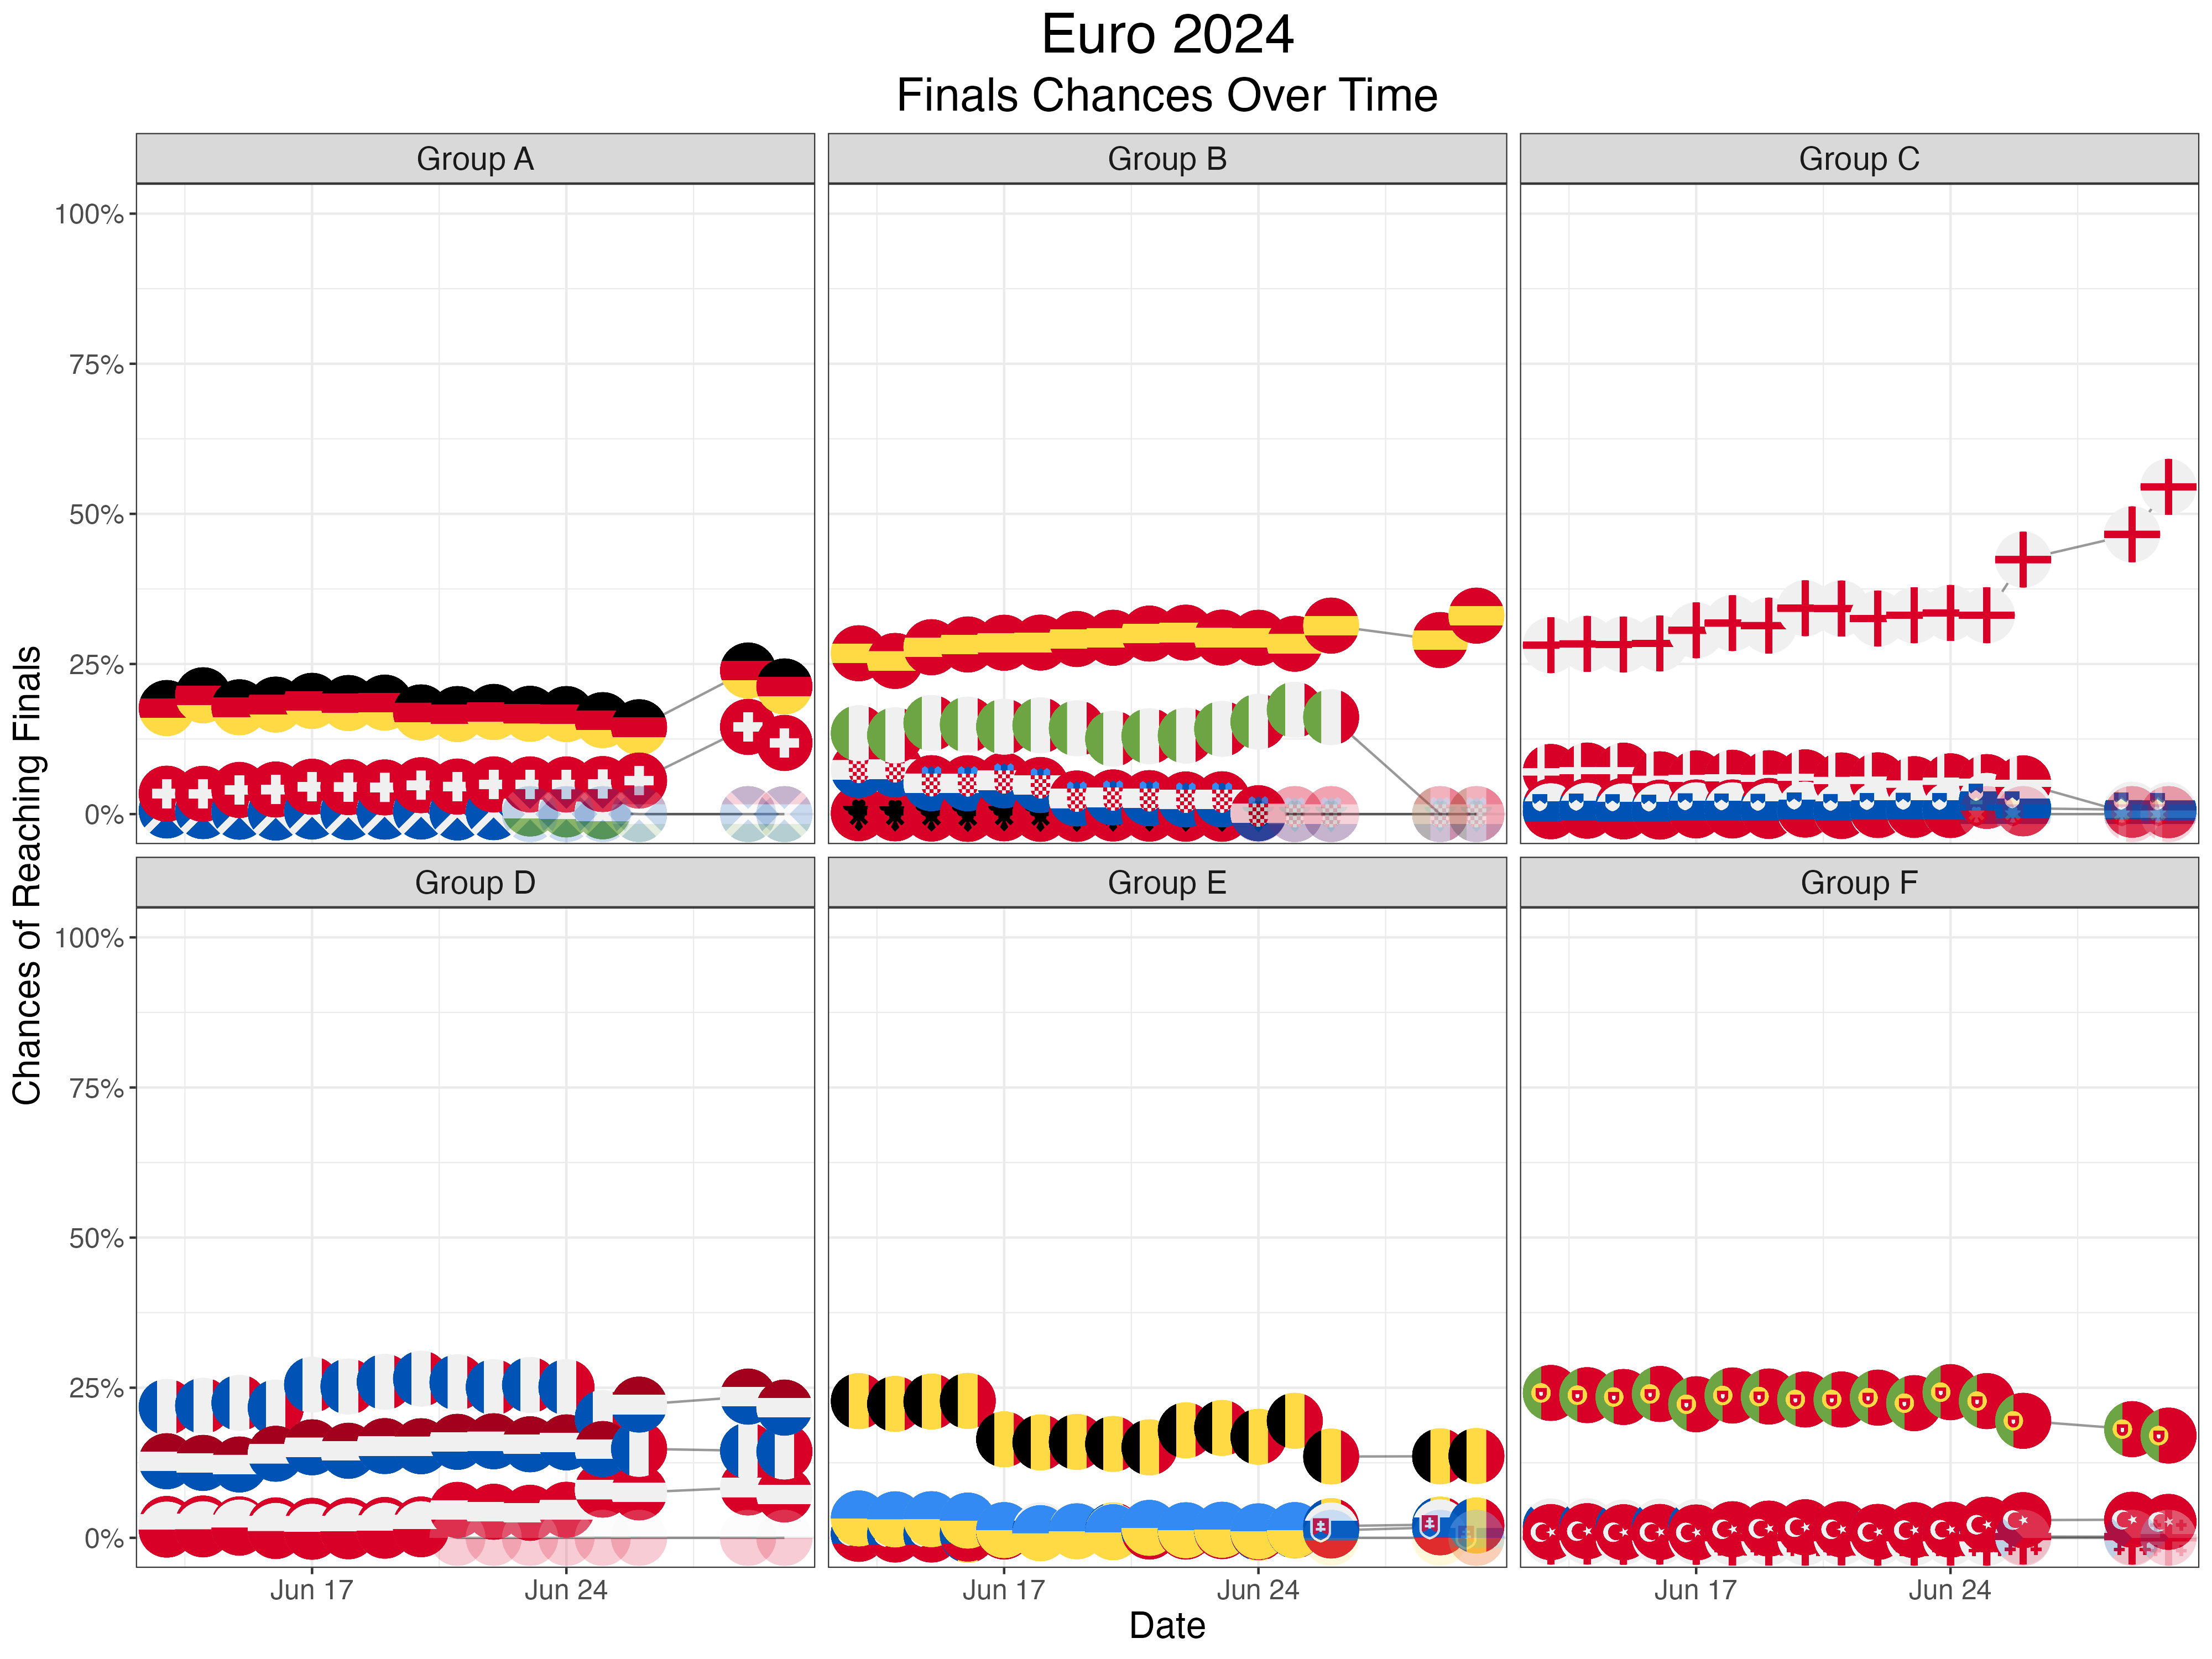 Euro 2024
Finals Chances Over Time
Group A
Group B
Group C
100%
75%
50%
25%
0%
Group D
Group E
Group F
100%
75%
50%
25%
0%
Jun 17
Jun 24
Jun 17
Jun 24
Jun 17
Jun 24
Date
Chances of Reaching Finals